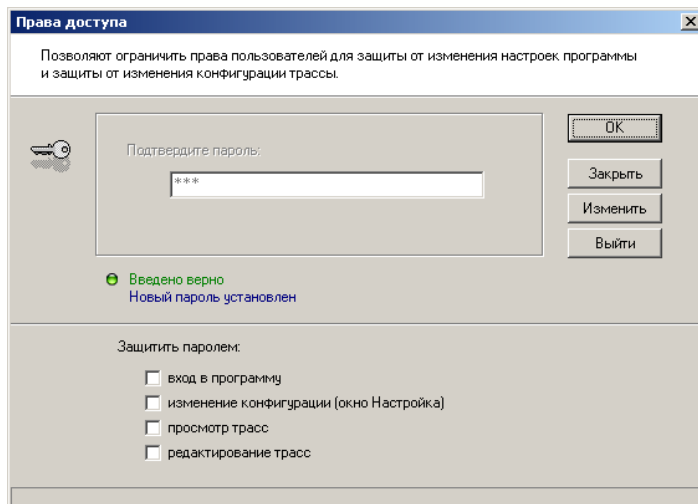 Права доступа
Позволяют ограничить права пользователей для защиты от изменения настроек программы
и защиты от изменения конфигурации трассы.
Подтвердите пароль:
***
OK
Закрыть
Изменить
Выйти
Введено верно
Новый пароль установлен
Защитить паролем:
вход в программу
изменение конфигурации (окно Настройка)
просмотр трасс
редактирование трасс